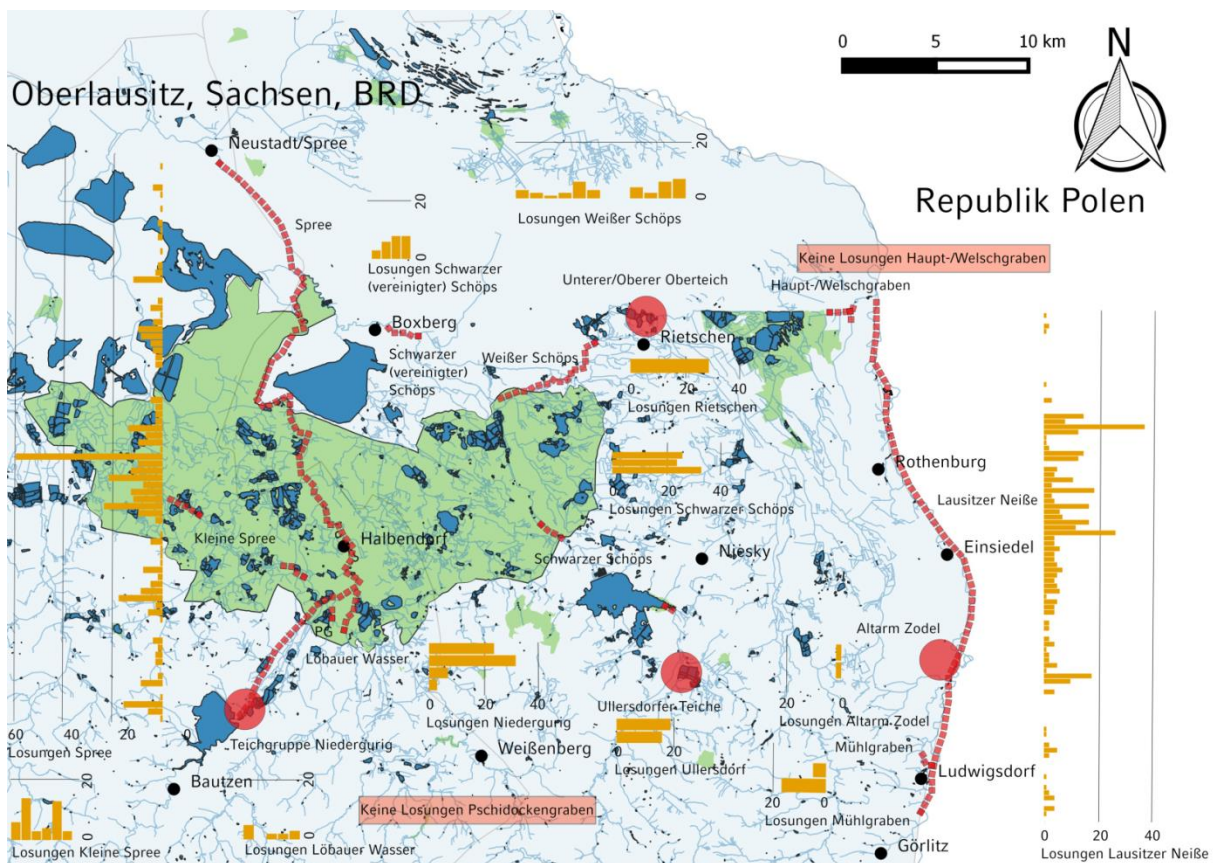 Oberlausitz, Sachsen, BRD
0 5 10 km
N
Republik Polen
Neustadt/Spree
Spree
20
0
Losungen Schwarzer
(vereinigter) Schöps
20
0
Losungen Weißer Schöps
Keine Losungen Haupt-/Welschgraben
Haupt-/Welschgraben
Unterer/Oberer Oberteich
Boxberg
Schwarzer
(vereinigter)
Schöps
Weißer Schöps
Rietschen
0 20 40
Losungen Rietschen
Rothenburg
Lausitzer Neiße
0 20 40
Losungen Schwarzer Schöps
Kleine Spree
Halbendorf
Schwarzer Schöps
Niesky
Einsiedel
PG
Löbauer Wasser
Altarm Zodel
0 20 40
Losungen Niedergurig
Ullersdorfer Teiche
20 0
Losungen Altarm Zodel
60 40 20 0
Losungen Spree
Teichgruppe Niedergurig
0 20
Losungen Ullersdorf
Weißenberg
Mühlgraben
Ludwigsdorf
Bautzen
20
0
Losungen Kleine Spree
20
0
Losungen Löbauer Wasser
Keine Losungen Pschidockengraben
20 0
Losungen Mühlgraben
Görlitz
0 20 40
Losungen Lausitzer Neiße